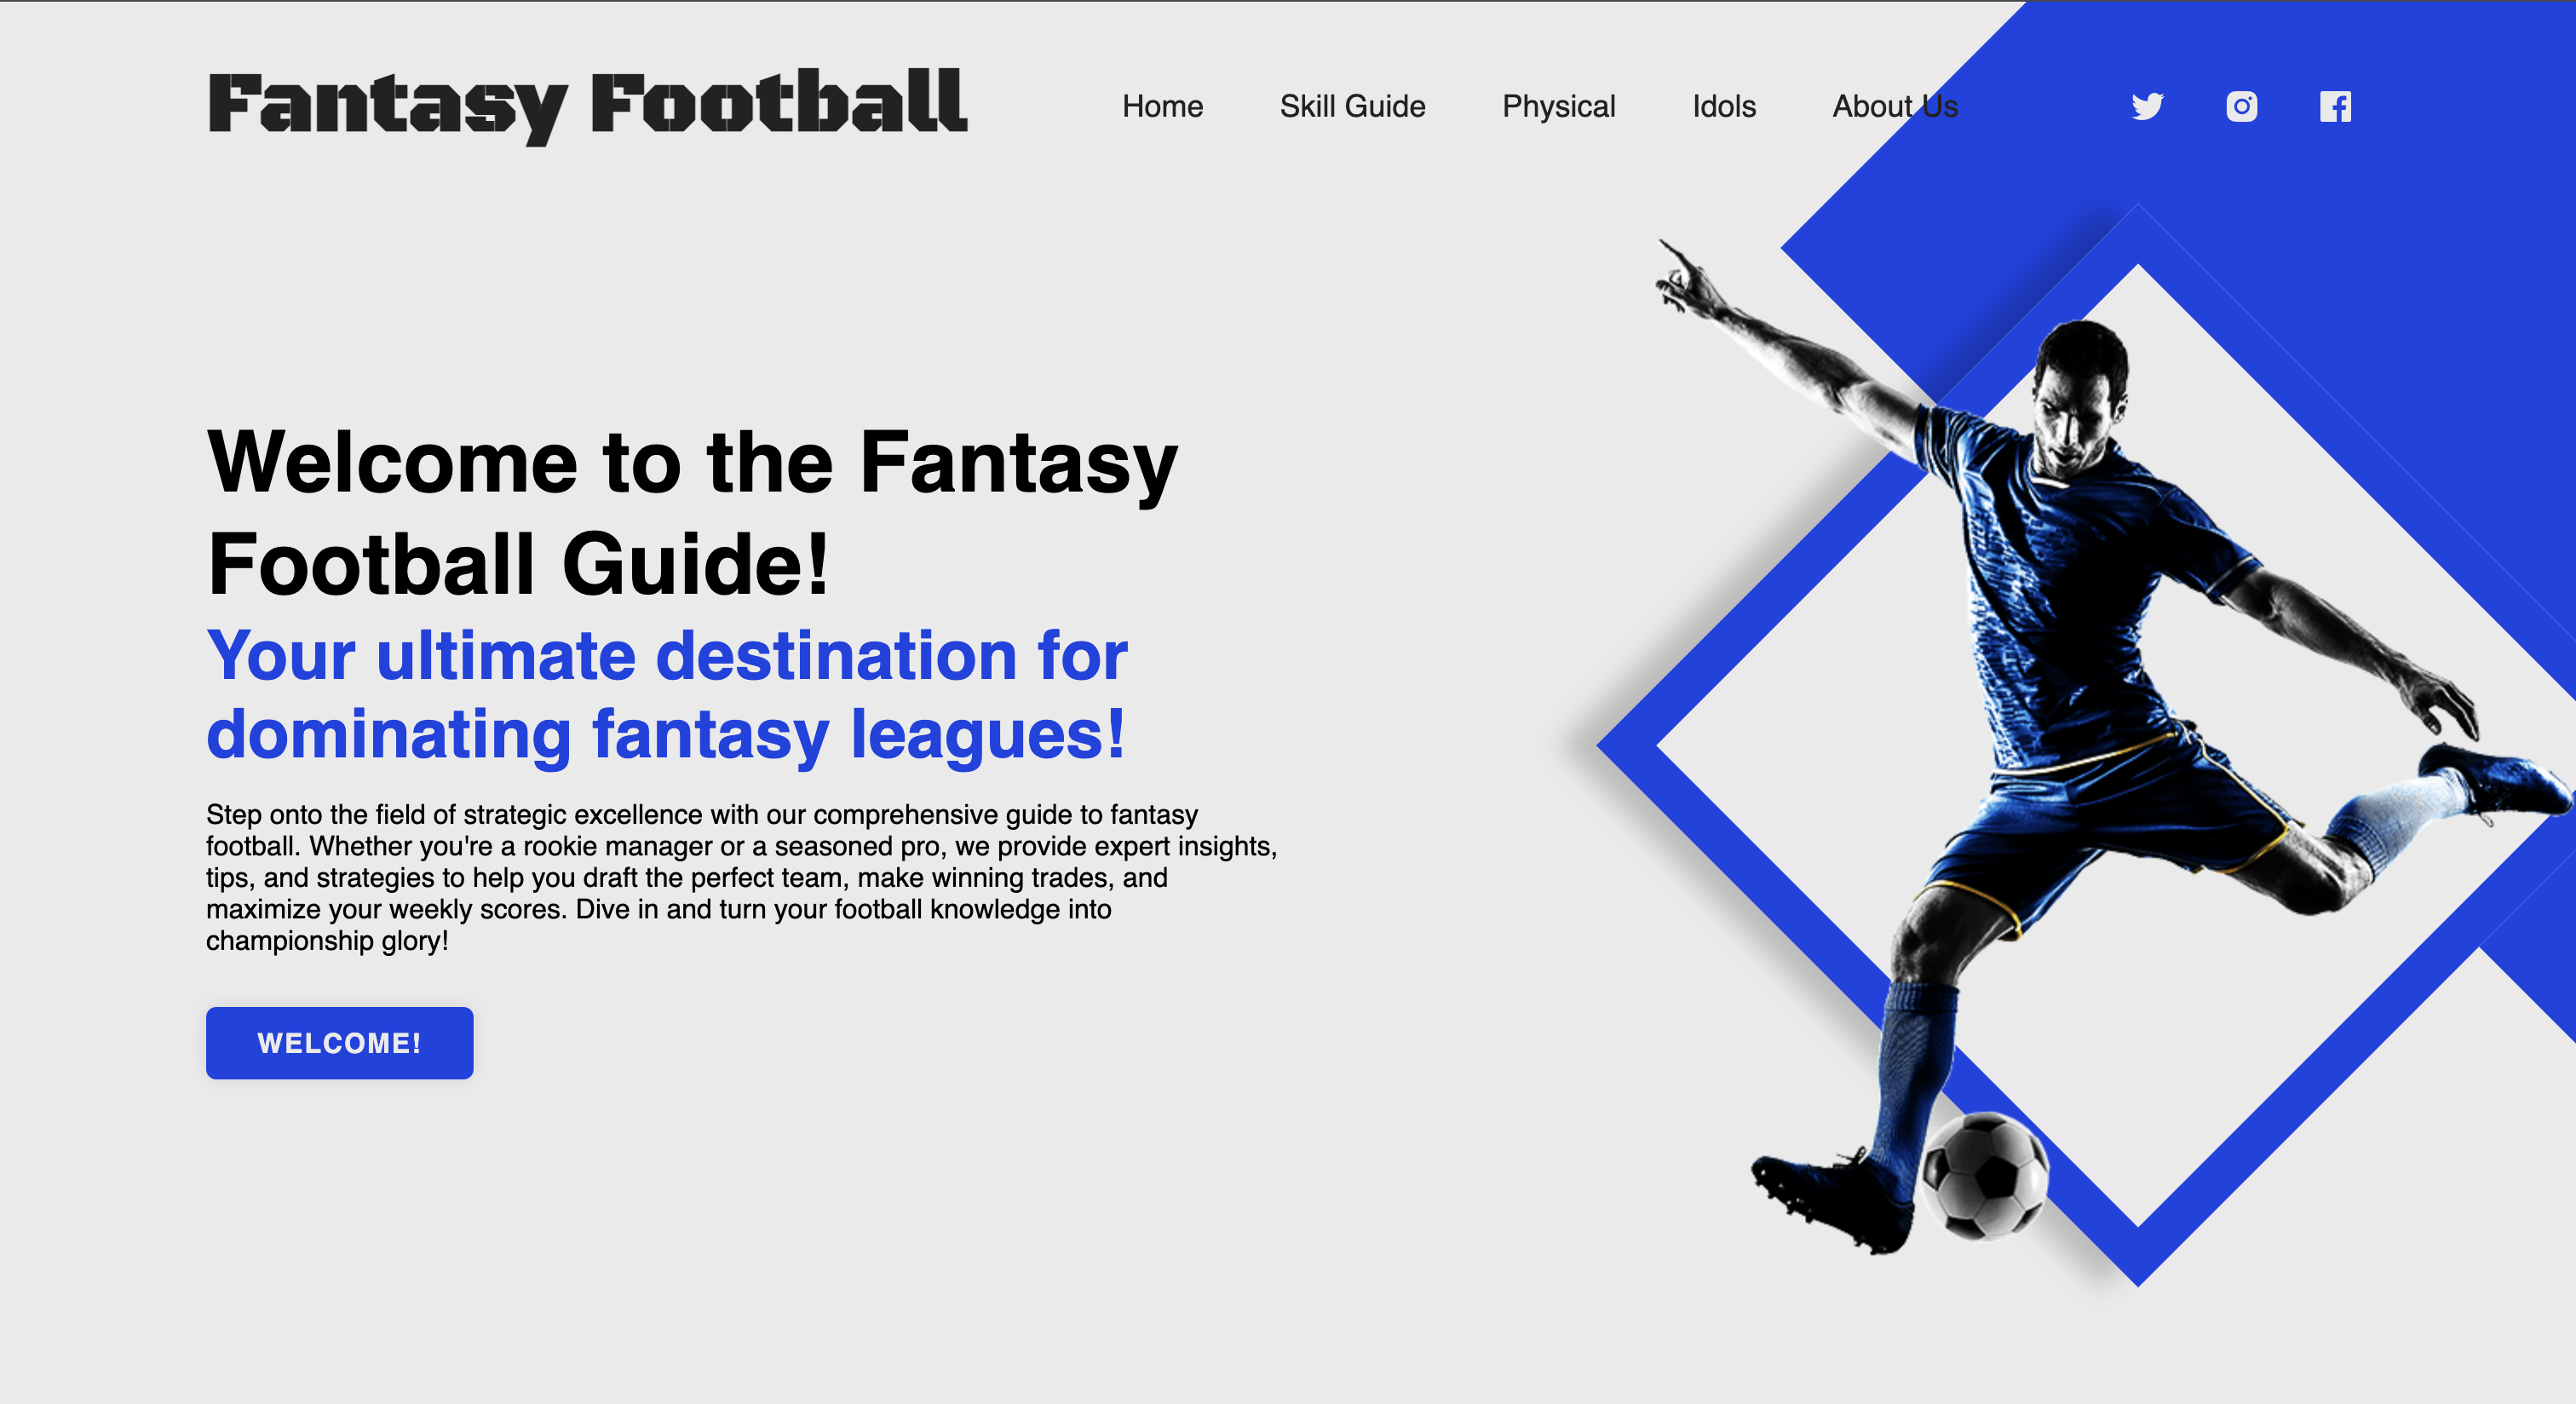 Fantasy Football
Home Skill Guide Physical Idols About Us
Welcome to the Fantasy
Football Guide!
Your ultimate destination for
dominating fantasy leagues!
Step onto the field of strategic excellence with our comprehensive guide to fantasy
football. Whether you're a rookie manager or a seasoned pro, we provide expert insights,
tips, and strategies to help you draft the perfect team, make winning trades, and
maximize your weekly scores. Dive in and turn your football knowledge into
championship glory!
WELCOME!